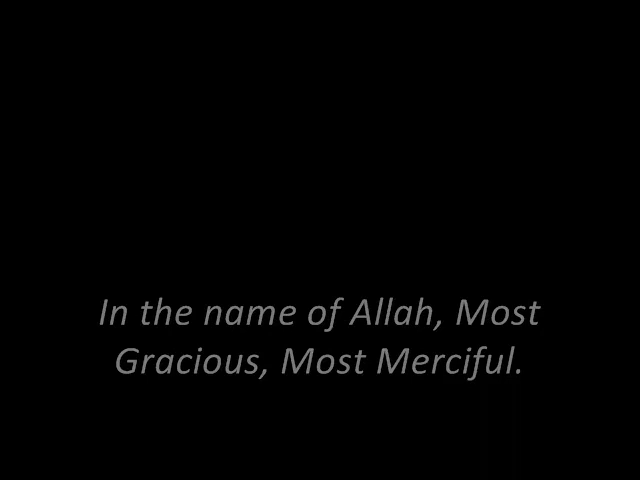 In the name of Allah, Most
Gracious, Most Merciful.